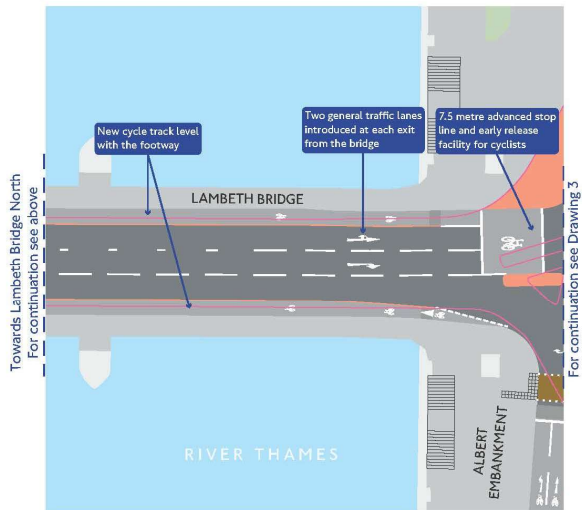 New cycle track level
with the footway
Two general traffic lanes
introduced at each exit
from the bridge
7.5 metre advanced stop
line and early release
facility for cyclists
LAMBETH BRIDGE
Towards Lambeth Bridge North
For continuation see above
For continuation see Drawing 3
RIVER THAMES
ALBERT
EMBANKMENT